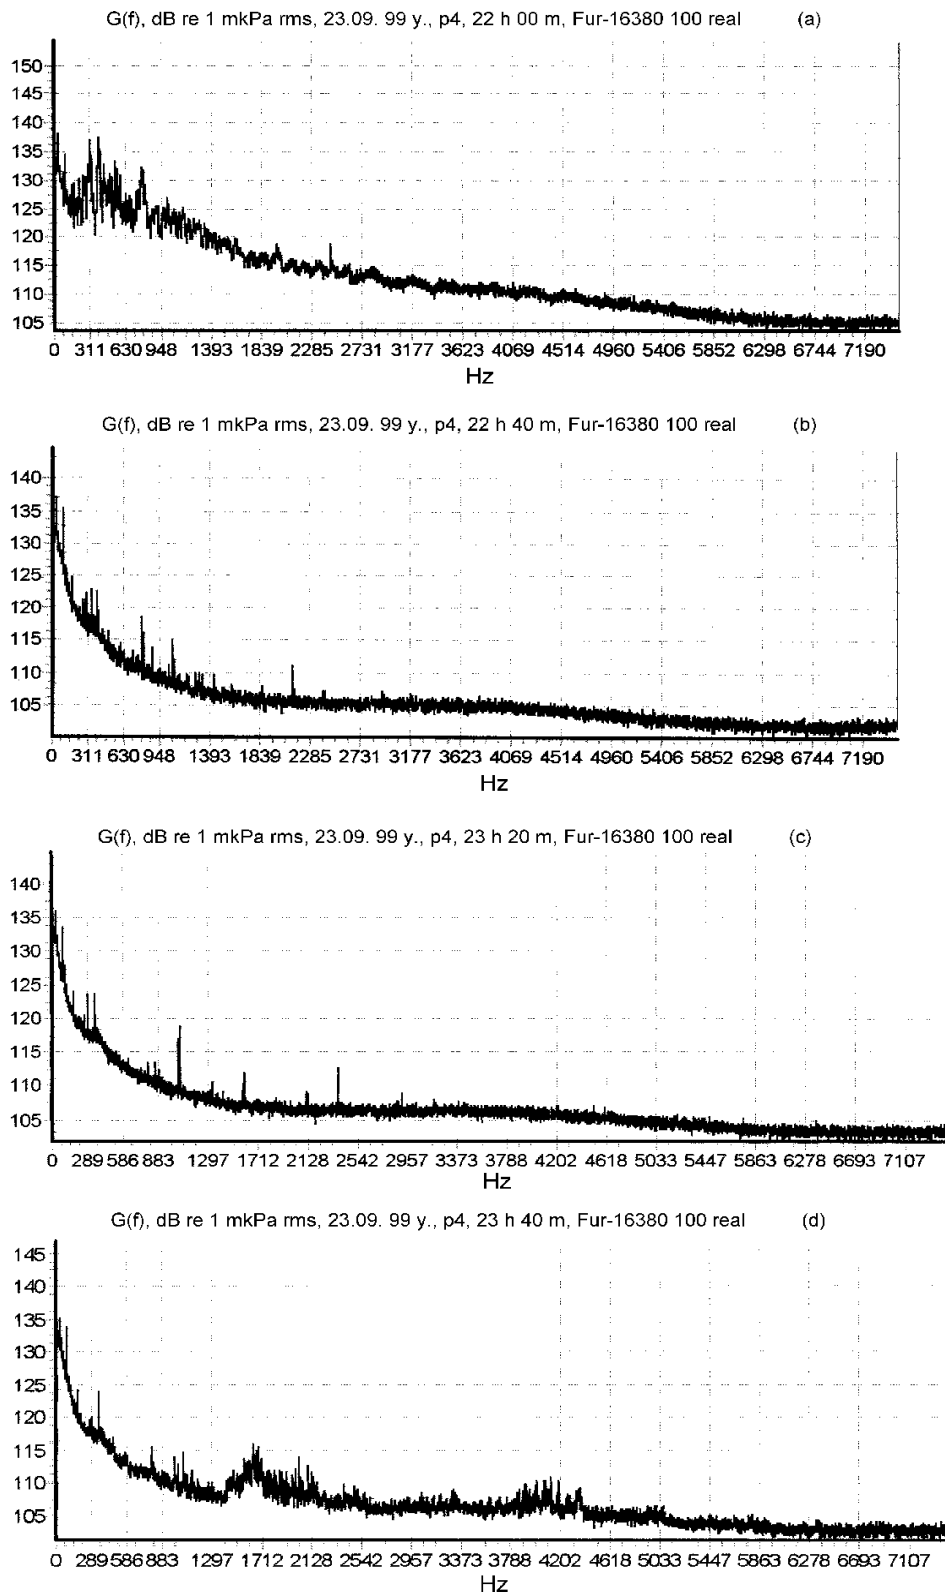 G(f), dB re 1 mkPa rms, 23.09. 99 y., p4, 22 h 00 m, Fur-16380 100 real (a)
150
145
140
135
130
125
120
115
110
105
0 311 630 948 1393 1839 2285 2731 3177 3623 4069 4514 4960 5406 5852 6298 6744 7190
Hz
G(f), dB re 1 mkPa rms, 23.09. 99 y., p4, 22 h 40 m, Fur-16380 100 real (b)
140
135
130
125
120
115
110
105
0 311 630 948 1393 1839 2285 2731 3177 3623 4069 4514 4960 5406 5852 6298 6744 7190
Hz
G(f), dB re 1 mkPa rms, 23.09. 99 y., p4, 23 h 20 m, Fur-16380 100 real (c)
140
135
130
125
120
115
110
105
0 289 586 883 1297 1712 2128 2542 2957 3373 3788 4202 4618 5033 5447 5863 6278 6693 7107
Hz
G(f), dB re 1 mkPa rms, 23.09. 99 y., p4, 23 h 40 m, Fur-16380 100 real (d)
145
140
135
130
125
120
115
110
105
0 289 586 883 1297 1712 2128 2542 2957 3373 3788 4202 4618 5033 5447 5863 6278 6693 7107
Hz